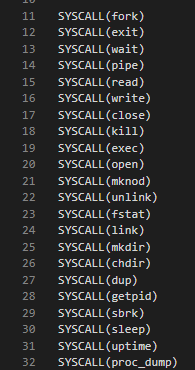 11 SYSCALL(fork)
12 SYSCALL(exit)
13 SYSCALL(wait)
14 SYSCALL(pipe)
15 SYSCALL(read)
16 SYSCALL(write)
17 SYSCALL(close)
18 SYSCALL(kill)
19 SYSCALL(exec)
20 SYSCALL(open)
21 SYSCALL(mknod)
22 SYSCALL(unlink)
23 SYSCALL(fstat)
24 SYSCALL(link)
25 SYSCALL(mkdir)
26 SYSCALL(chdir)
27 SYSCALL(dup)
28 SYSCALL(getpid)
29 SYSCALL(sbrk)
30 SYSCALL(sleep)
31 SYSCALL(uptime)
32 SYSCALL(proc_dump)